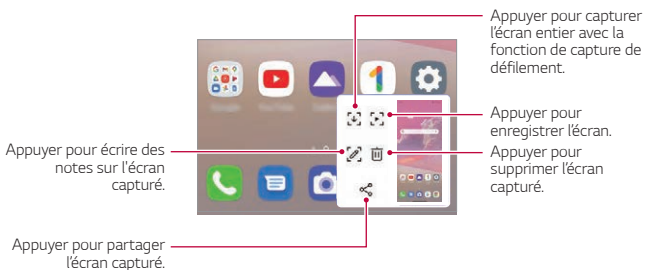 Appuyer pour capturer
l'écran entier avec la
fonction de capture de
défilement.
Appuyer pour
enregistrer l'écran.
Appuyer pour écrire des
notes sur l'écran
capturé.
Appuyer pour
supprimer l'écran
capturé.
Appuyer pour partager
l'écran capturé.